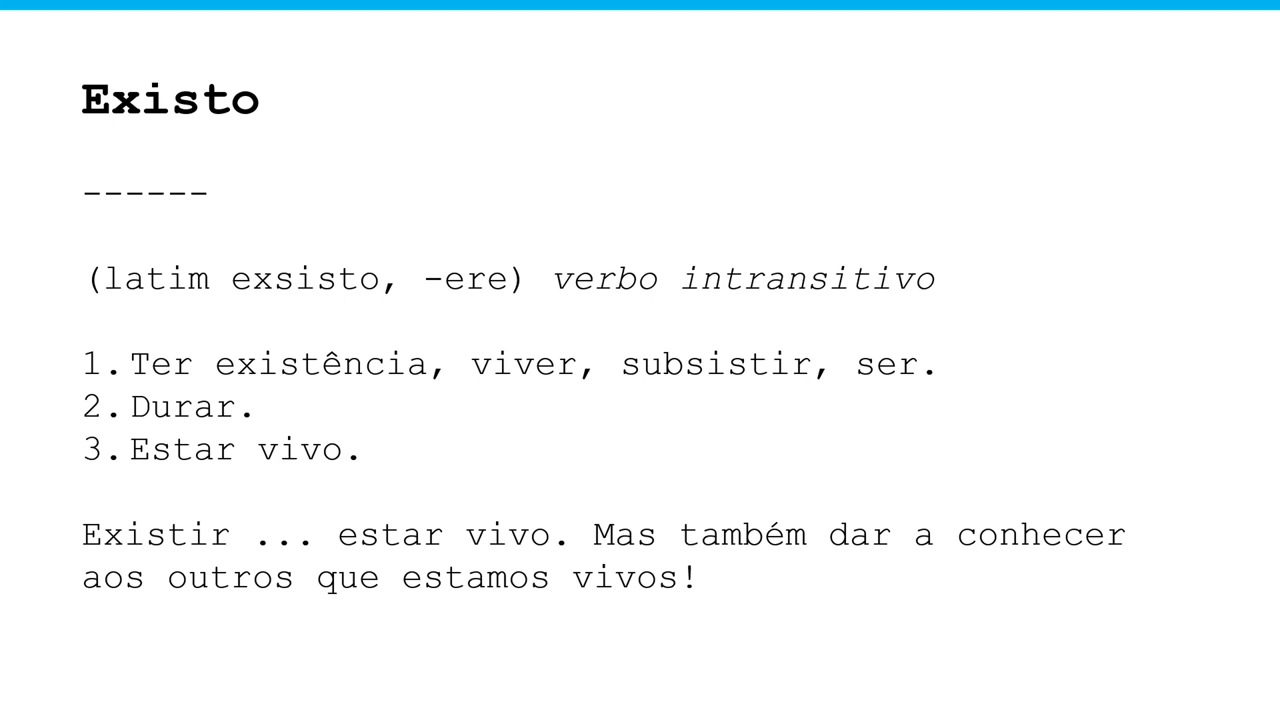 Existo
------
(latim exsisto, -ere) verbo intransitivo
1. Ter existência, viver, subsistir, ser.
2. Durar.
3. Estar vivo.
Existir ... estar vivo. Mas também dar a conhecer
aos outros que estamos vivos!